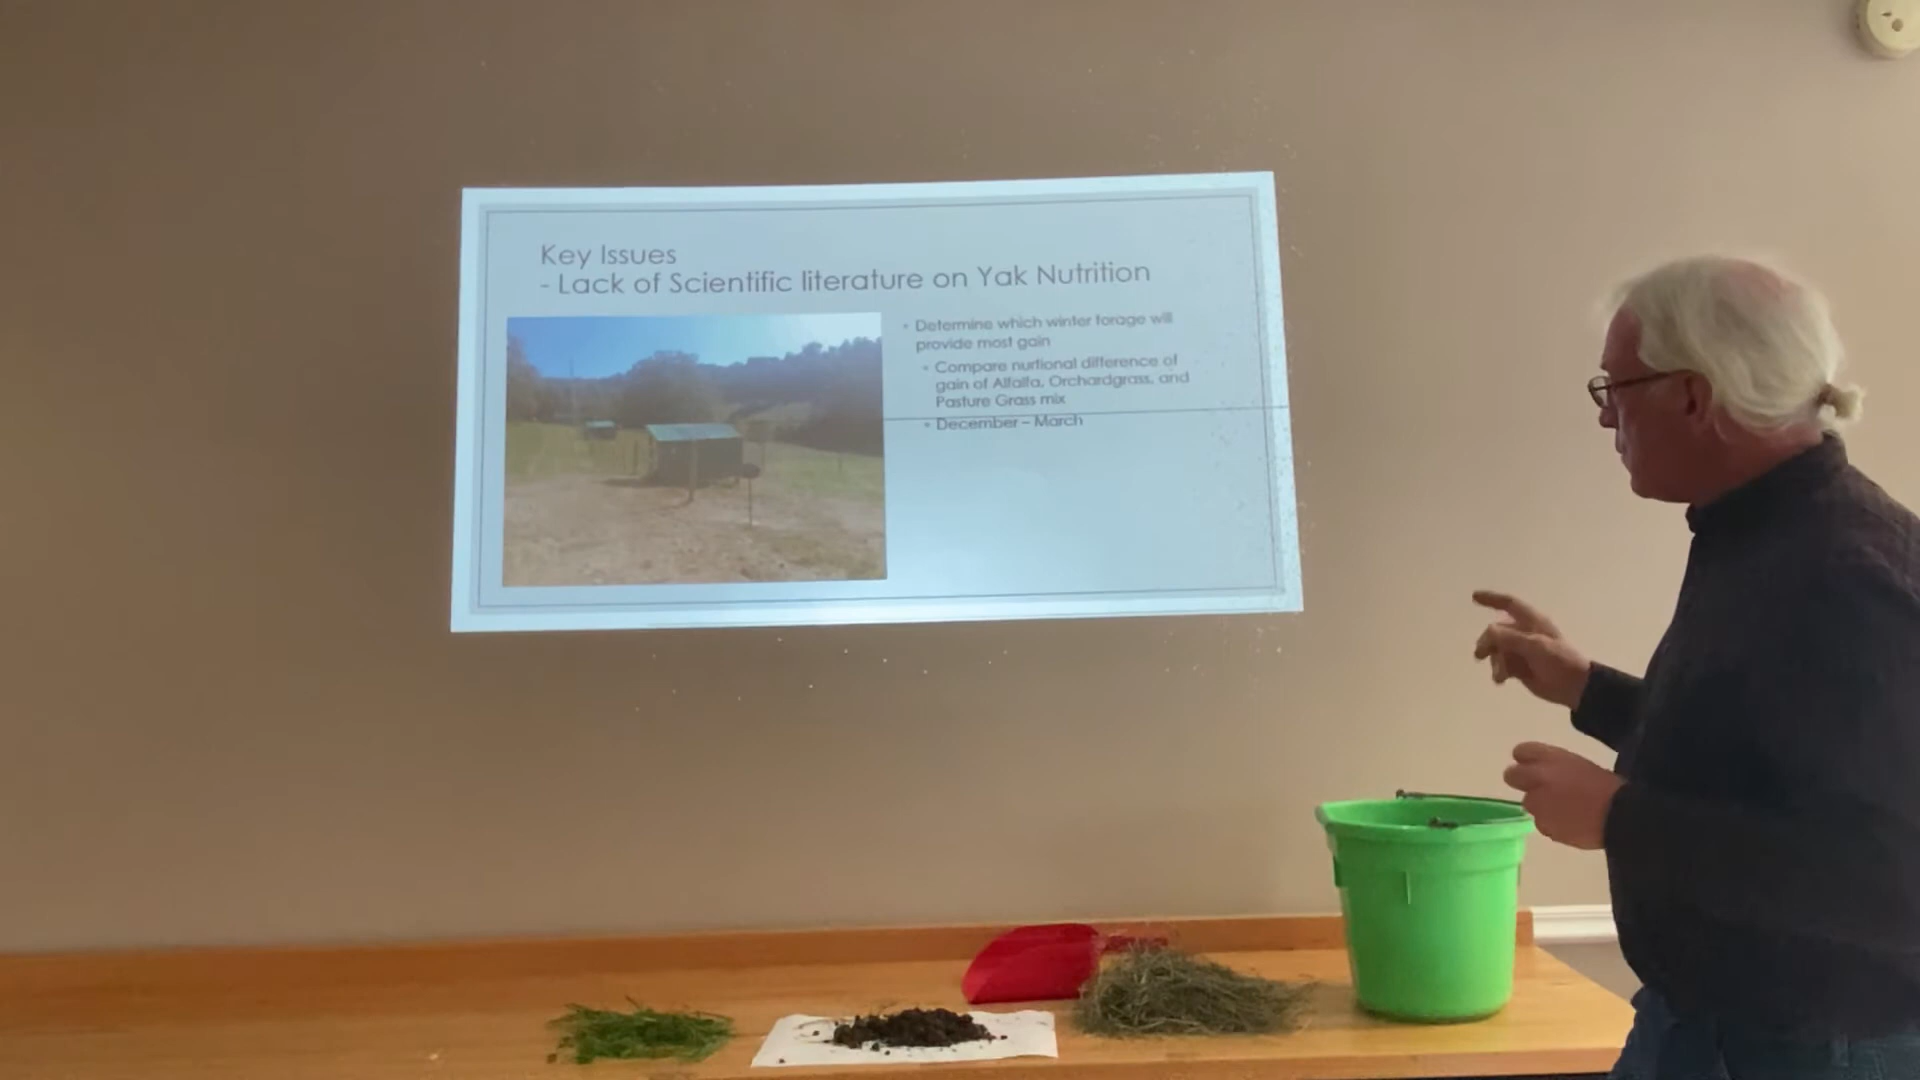 Key Issues
- Lack of Scientific literature on Yak Nutrition
• Determine which winter forage will
provide most gain
• Compare nurtional difference of
gain of Alfalfa, Orchardgrass, and
Pasture Grass mix
• December – March